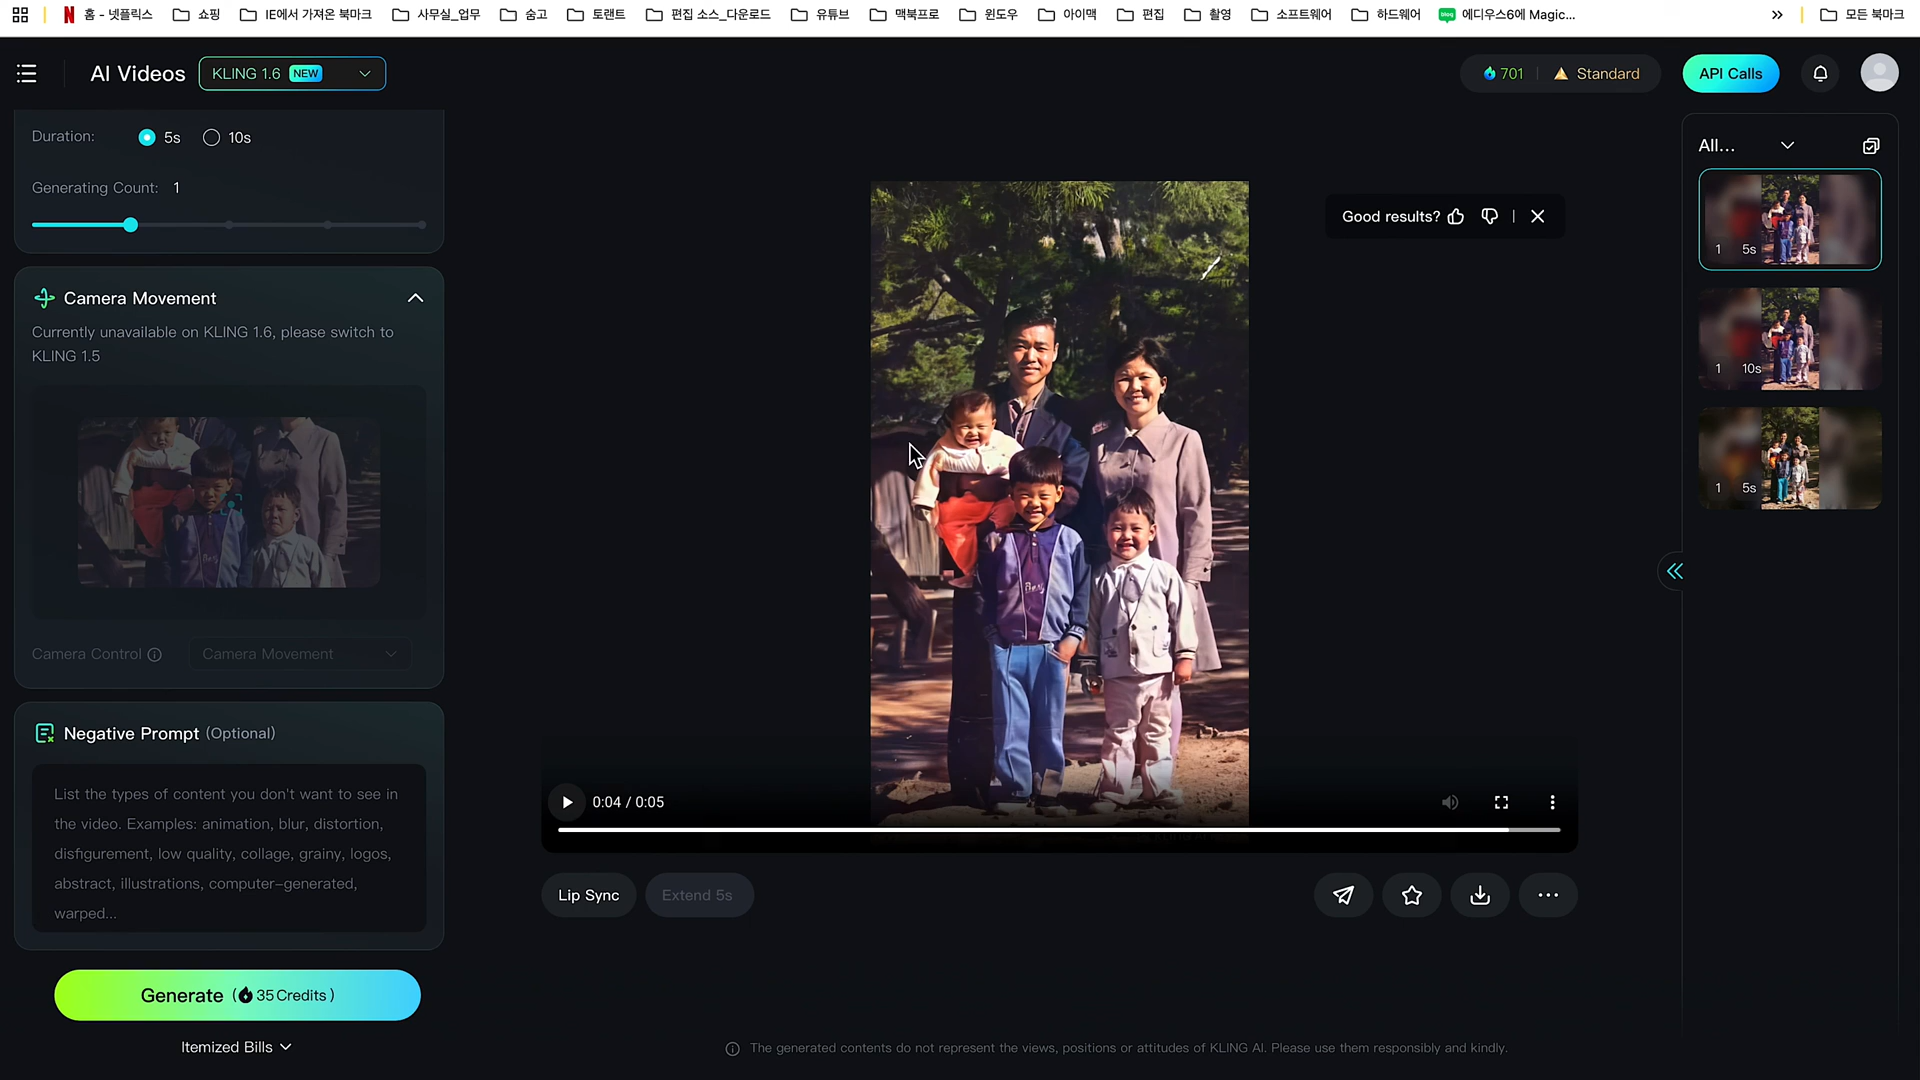 홈 - 넷플릭스
쇼핑
IE에서 가져온 북마크
사무실_업무
숨고
토랜트
편집 소스_다운로드
유튜브
맥북프로
윈도우
아이맥
편집
촬영
소프트웨어
하드웨어
blog
에디우스6에 Magic...
모든 북마크
AI Videos
KLING 1.6 NEW
701
Standard
API Calls
Duration:
5s
10s
Generating Count: 1
Camera Movement
Currently unavailable on KLING 1.6, please switch to
KLING 1.5
Camera Control
Camera Movement
Negative Prompt (Optional)
List the types of content you don't want to see in
the video. Examples: animation, blur, distortion,
disfigurement, low quality, collage, grainy, logos,
abstract, illustrations, computer-generated,
warped...
Generate (35 Credits)
Itemized Bills
Good results?
0:04 / 0:05
Lip Sync
Extend 5s
The generated contents do not represent the views, positions or attitudes of KLING AI. Please use them responsibly and kindly.
All...
1 5s
1 10s
1 5s